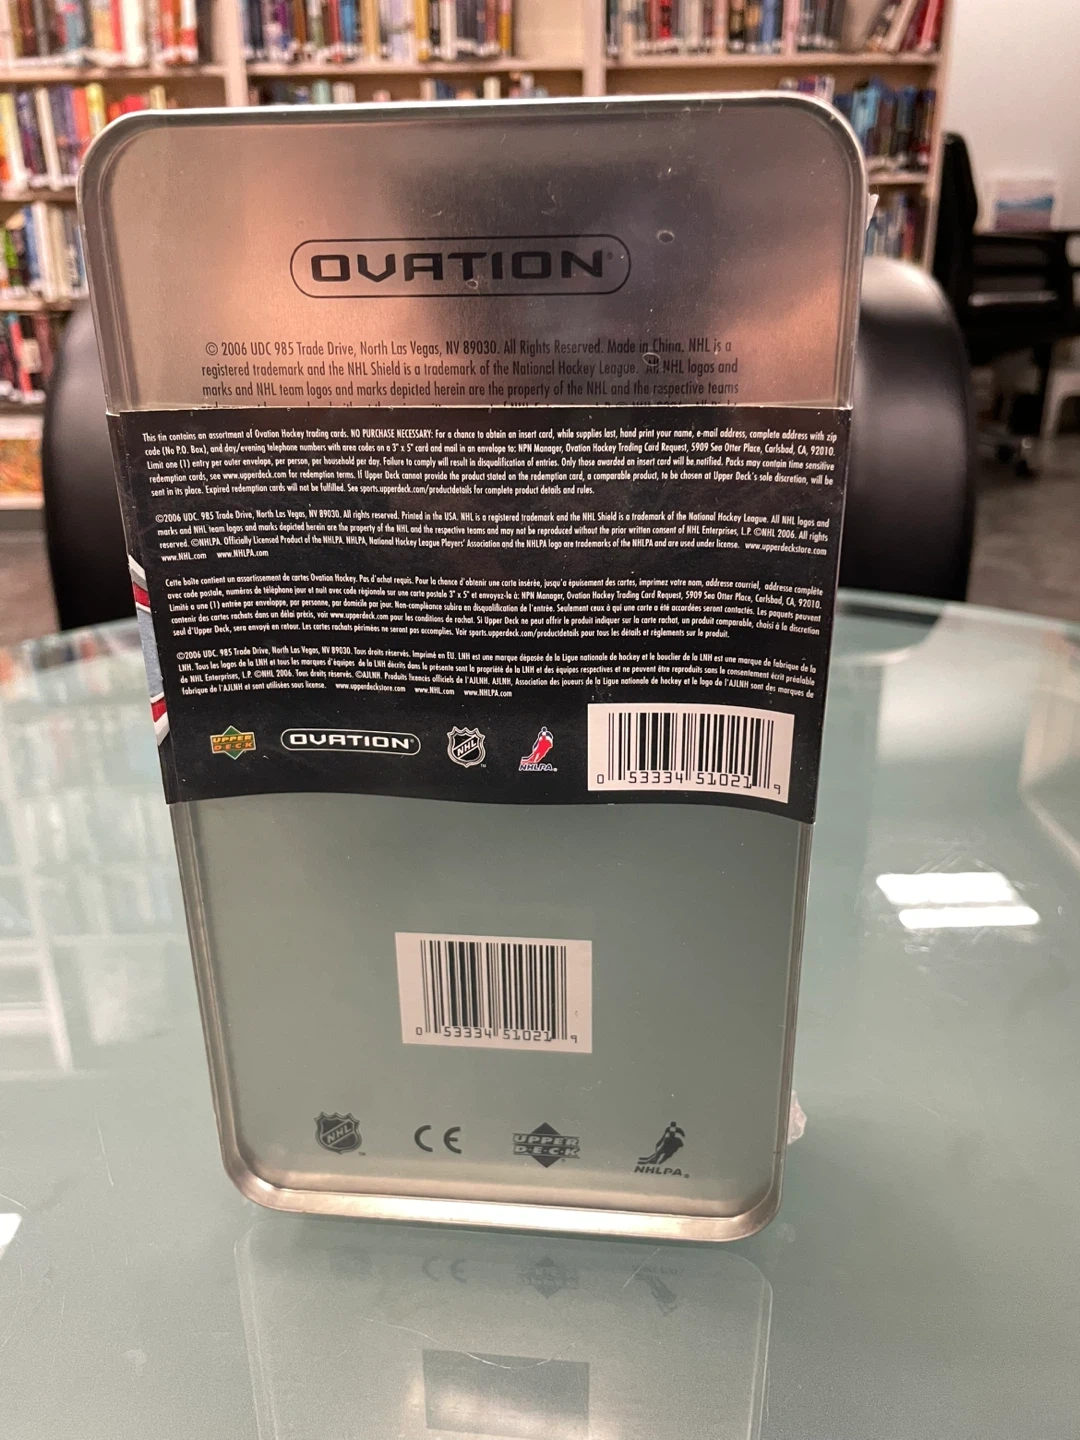 OVATION
© 2006 UDC 985 Trade Drive, North Las Vegas, NV 89030. All Rights Reserved. Made in China. NHL is a
registered trademark and the NHL Shield is a trademark of the National Hockey League. All NHL logos and
marks and NHL team logos and marks depicted herein are the property of the NHL and the raspective teams
This tin contains an assortment of Ovation Hockey trading cards. NO PURCHASE NECESSARY: For a chance to obtain an insert card, while supplies last, hand print your name, e-mail address, complete address with zip
code (No P.O. Box), and day/evening telephone numbers with area codes on a 3" x 5" card and mail in an envelope to: NPN Manager, Ovation Hockey Trading Card Request, 5909 Sea Otter Place, Carlsbad, CA, 92010.
Limit one (1) entry per outer envelope, per person, per household per day. Failure to comply will result in disqualification of entries. Only those awarded an insert card will be notified. Packs may contain time sensitive
redemption cards, see www.upperdeck.com for redemption terms. If Upper Deck cannot provide the product stated on the redemption card, a comparable product, to be chosen at Upper Deck's sole discretion, will be
sent in its place. Expired redemption cards will not be fulfilled. See sports.upperdeck.com/productdetails for complete product details and rules.
©2006 UDC. 985 Trade Drive, North Las Vegas, NV 89030. All rights reserved. Printed in the USA. NHL is a registered trademark and the NHL Shield is a trademark of the National Hockey League. All NHL logos and
marks and NHL team logos and marks depicted herein are the property of the NHL and the respective teams and may not be reproduced without the prior written consent of NHL Enterprises, L.P. ©NHL 2006. All rights
reserved. ©NHLPA. Officially Licensed Product of the NHLPA. NHLPA, National Hockey League Players' Association and the NHLPA logo are trademarks of the NHLPA and are used under license. www.upperdeckstore.com
www.NHL.com www.NHLPA.com
Cette boîte contient un assortissement de cartes Ovation Hockey. Pas d'achat requis. Pour la chance d'obtenir une carte insérée, jusqu'a épuisement des cartes, imprimez votre nom, addresse courriel, addresse complète
avec code postale, numéros de téléphone jour et nuit avec code régionale sur une carte postale 3" x 5" et envoyez-la à: NPN Manager, Ovation Hockey Trading Card Request, 5909 Sea Otter Place, Carlsbad, CA, 92010.
Limité a une (1) entrée par enveloppe, par personne, par domicile par jour. Non-compliance subira en disqualification de l'entrée. Seulement ceux à qui une carte a été accordées seront contactés. Les paquets peuvent
contenir des cartes rachats dans un délai précis, voir www.upperdeck.com pour les conditions de rachat. Si Upper Deck ne peut offrir le produit indiquer sur la carte rachat, un produit comparable, choisi à la discretion
seul d'Upper Deck, sera envoyé en retour. Les cartes rachats périmées ne seront pas accomplies. Voir sports.upperdeck.com/productdetails pour tous les détails et règlements sur le produit.
©2006 UDC. 985 Trade Drive, North Las Vegas, NV 89030. Tous droits réservés. Imprimé en EU. LNH est une marque déposée de la Ligue nationale de hockey et le bouclier de la LNH est une marque de fabrique de la
LNH. Tous les logos de la LNH et tous les marques d'équipes de la LNH décrits dans la présente sont la propriété de la LNH et des équipes respectives et ne peuvent être reproduits sans le consentement écrit préalable
de NHL Enterprises, L.P. ©NHL 2006. Tous droits réservés. ©AJLNH. Produits licencés officiels de l'AJLNH. AJLNH, Association des joueurs de la Ligue nationale de hockey et le logo de l'AJLNH sont des marques de
fabrique de l'AJLNH et sont utilisées sous license. www.upperdeckstore.com www.NHL.com www.NHLPA.com
UPPER DECK OVATION NHL NHLPA
0 53334 51021 9
0 53334 51021 9
NHL CE UPPER DECK NHLPA